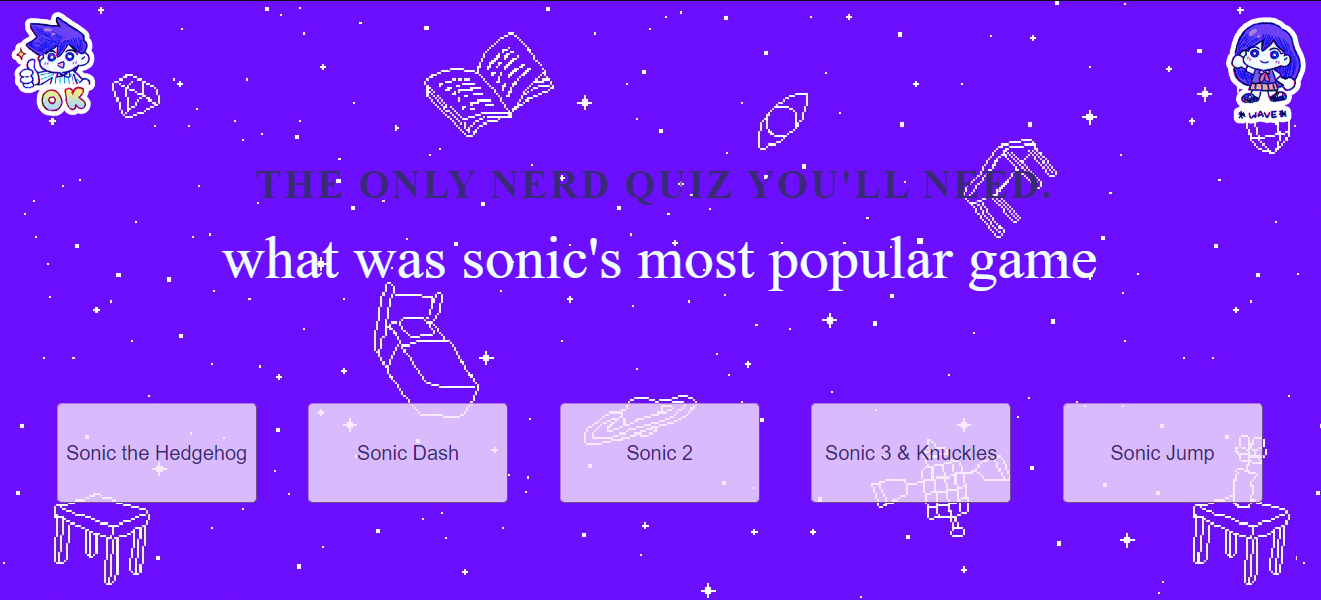 OK
*WAVE*
THE ONLY NERD QUIZ YOU'LL NEED.
what was sonic's most popular game
Sonic the Hedgehog
Sonic Dash
Sonic 2
Sonic 3 & Knuckles
Sonic Jump